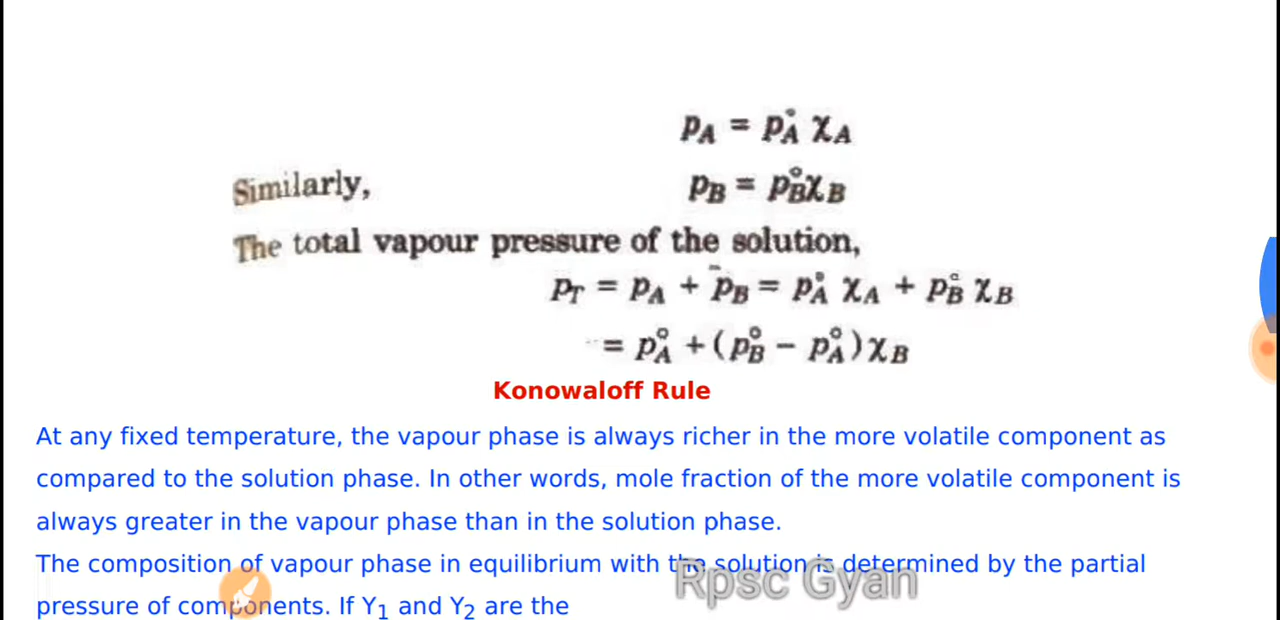 pA = p°A χA
Similarly, pB = p°BχB
The total vapour pressure of the solution,
pT = pA + pB = p°A χA + p°B χB
= p°A + (p°B − p°A)χB
Konowaloff Rule
At any fixed temperature, the vapour phase is always richer in the more volatile component as
compared to the solution phase. In other words, mole fraction of the more volatile component is
always greater in the vapour phase than in the solution phase.
The composition of vapour phase in equilibrium with the solution is determined by the partial
pressure of components. If Y₁ and Y₂ are the
Rpsc Gyan